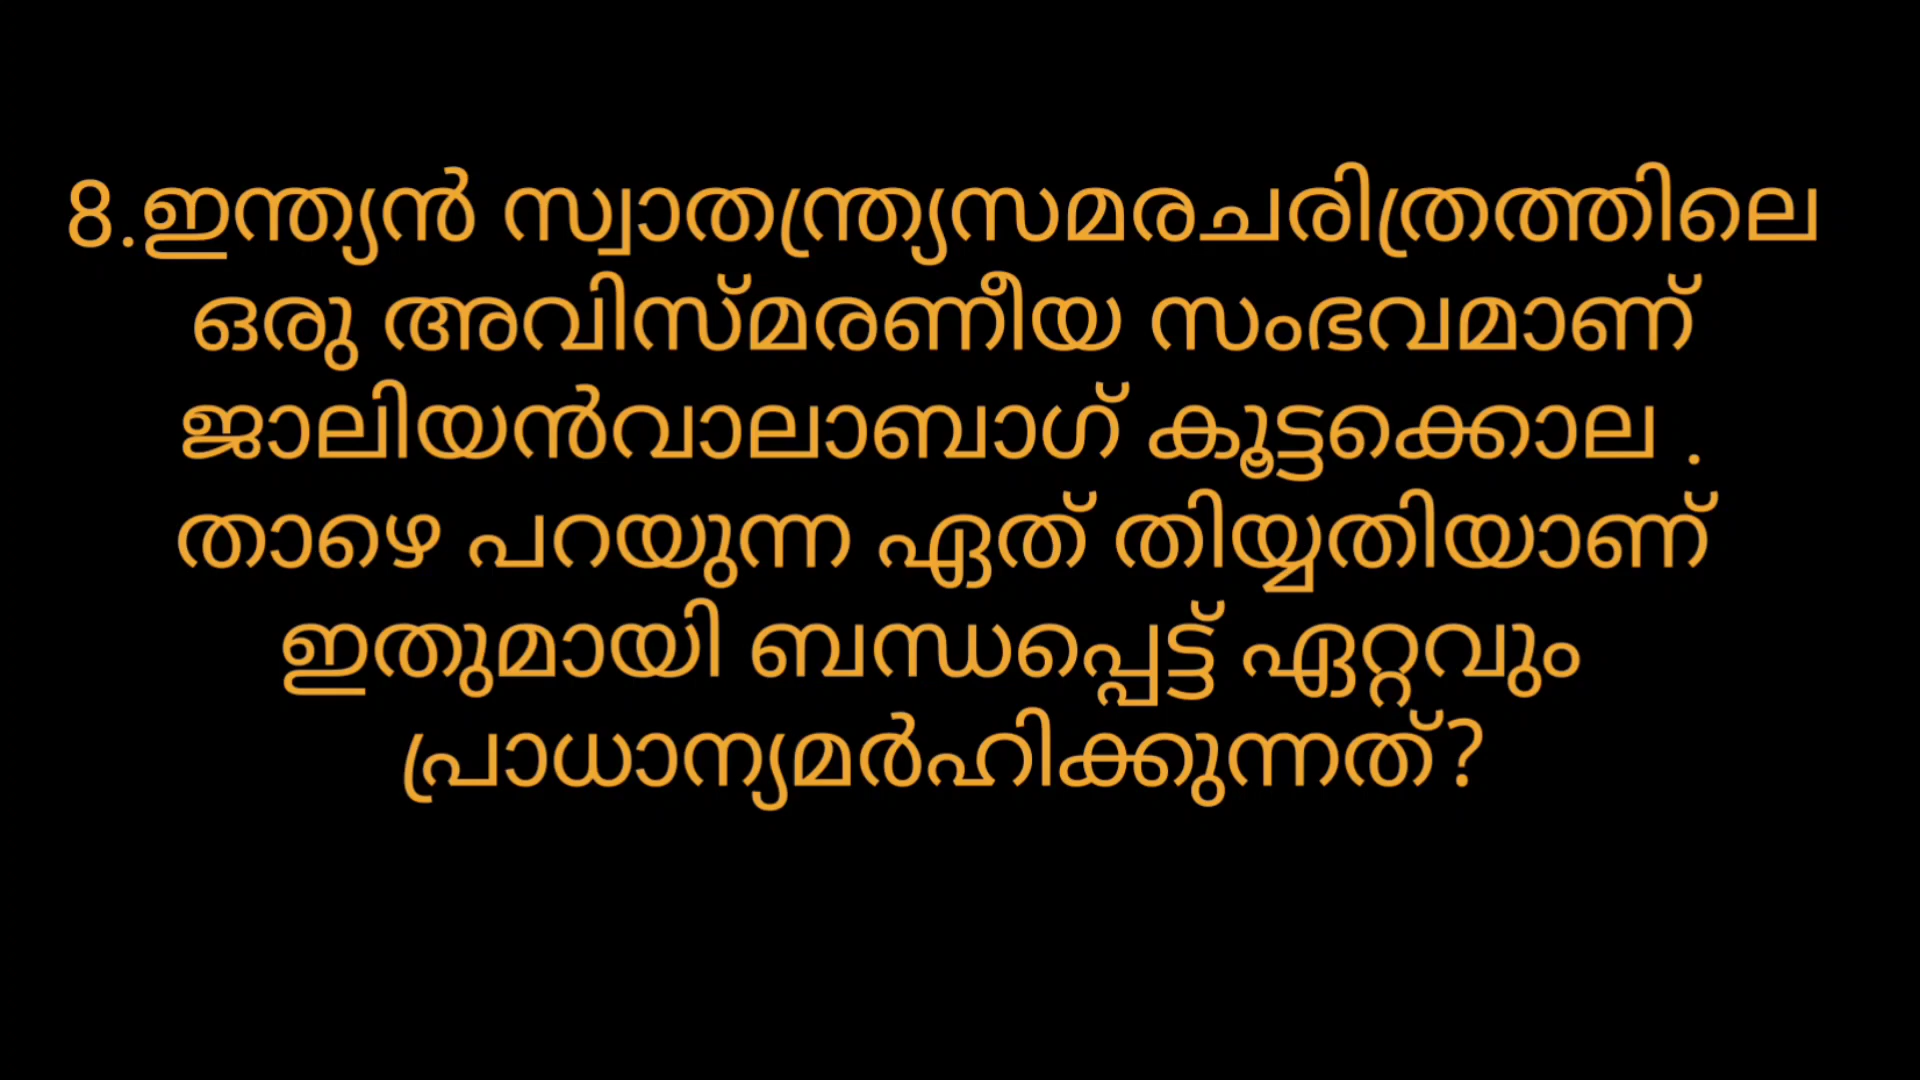 8.ഇന്ത്യൻ സ്വാതന്ത്ര്യസമരചരിത്രത്തിലെ
ഒരു അവിസ്മരണീയ സംഭവമാണ്
ജാലിയൻവാലാബാഗ് കൂട്ടക്കൊല .
താഴെ പറയുന്ന ഏത് തിയ്യതിയാണ്
ഇതുമായി ബന്ധപ്പെട്ട് ഏറ്റവും
പ്രാധാന്യമർഹിക്കുന്നത്?